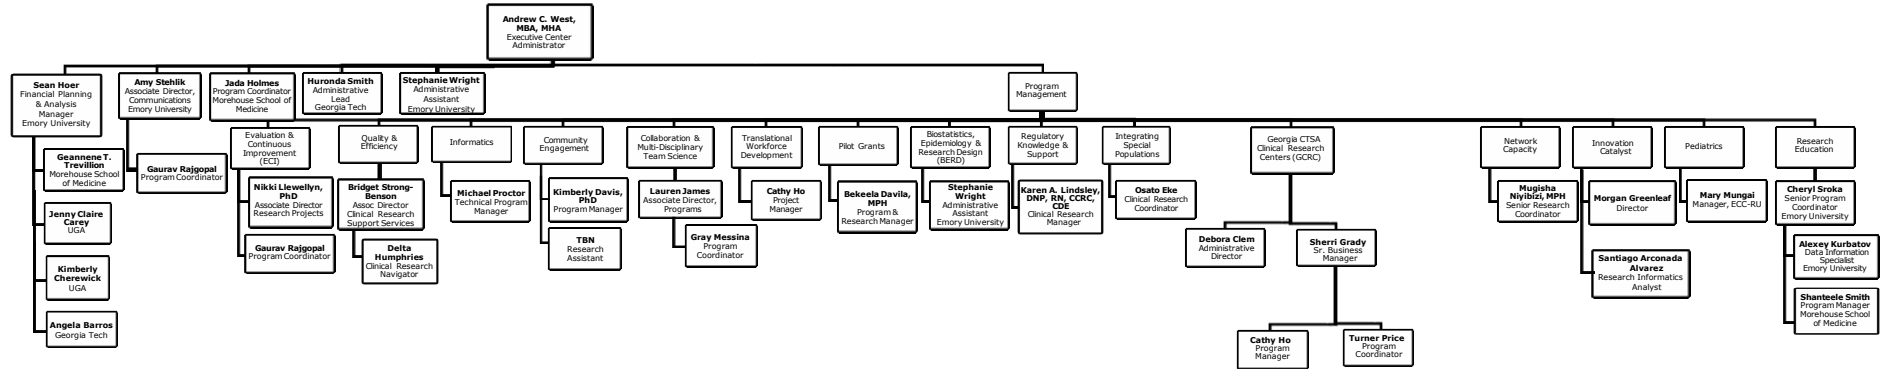 Andrew C. West,
MBA, MHA
Executive Center
Administrator
Sean Hoer
Financial Planning
& Analysis
Manager
Emory University
Amy Stehlik
Associate Director,
Communications
Emory University
Jada Holmes
Program Coordinator
Morehouse School of
Medicine
Huronda Smith
Administrative
Lead
Georgia Tech
Stephanie Wright
Administrative
Assistant
Emory University
Program
Management
Geannene T.
Trevillion
Morehouse School
of Medicine
Jenny Claire
Carey
UGA
Kimberly
Cherewick
UGA
Angela Barros
Georgia Tech
Gaurav Rajgopal
Program Coordinator
Evaluation &
Continuous
Improvement
(ECI)
Nikki Llewellyn,
PhD
Associate Director
Research Projects
Gaurav Rajgopal
Program Coordinator
Quality &
Efficiency
Bridget Strong-
Benson
Assoc Director
Clinical Research
Support Services
Delta
Humphries
Clinical Research
Navigator
Informatics
Michael Proctor
Technical Program
Manager
Community
Engagement
Kimberly Davis,
PhD
Program Manager
TBN
Research
Assistant
Collaboration &
Multi-Disciplinary
Team Science
Lauren James
Associate Director,
Programs
Gray Messina
Program
Coordinator
Translational
Workforce
Development
Cathy Ho
Project
Manager
Pilot Grants
Bekeela Davila,
MPH
Program &
Research Manager
Biostatistics,
Epidemiology &
Research Design
(BERD)
Stephanie
Wright
Administrative
Assistant
Emory University
Regulatory
Knowledge &
Support
Karen A. Lindsley,
DNP, RN, CCRC,
CDE
Clinical Research
Manager
Integrating
Special
Populations
Osato Eke
Clinical Research
Coordinator
Georgia CTSA
Clinical Research
Centers (GCRC)
Debora Clem
Administrative
Director
Sherri Grady
Sr. Business
Manager
Cathy Ho
Program
Manager
Turner Price
Program
Coordinator
Network
Capacity
Mugisha
Niyibizi, MPH
Senior Research
Coordinator
Innovation
Catalyst
Morgan Greenleaf
Director
Santiago Arconada
Alvarez
Research Informatics
Analyst
Pediatrics
Mary Mungai
Manager, ECC-RU
Research
Education
Cheryl Sroka
Senior Program
Coordinator
Emory University
Alexey Kurbatov
Data Information
Specialist
Emory University
Shanteele Smith
Program Manager
Morehouse School
of Medicine